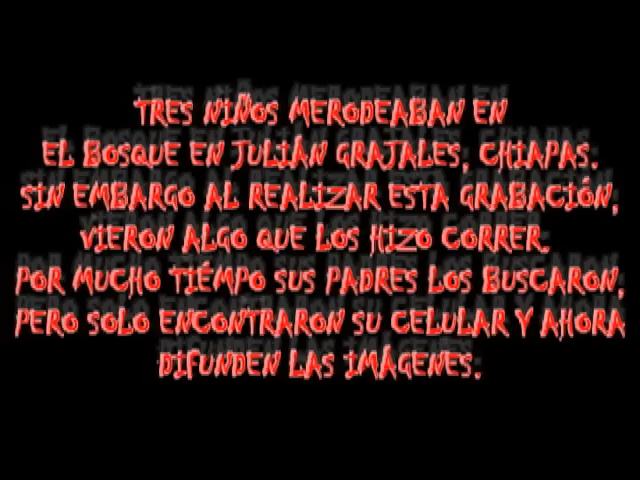 TRES NIÑOS MERODEABAN EN
EL BOSQUE EN JULIÁN GRAJALES, CHIAPAS.
SIN EMBARGO AL REALIZAR ESTA GRABACIÓN,
VIERON ALGO QUE LOS HIZO CORRER.
POR MUCHO TIÉMPO SUS PADRES LOS BUSCARON,
PERO SOLO ENCONTRARON SU CELULAR Y AHORA
DIFUNDEN LAS IMÁGENES.